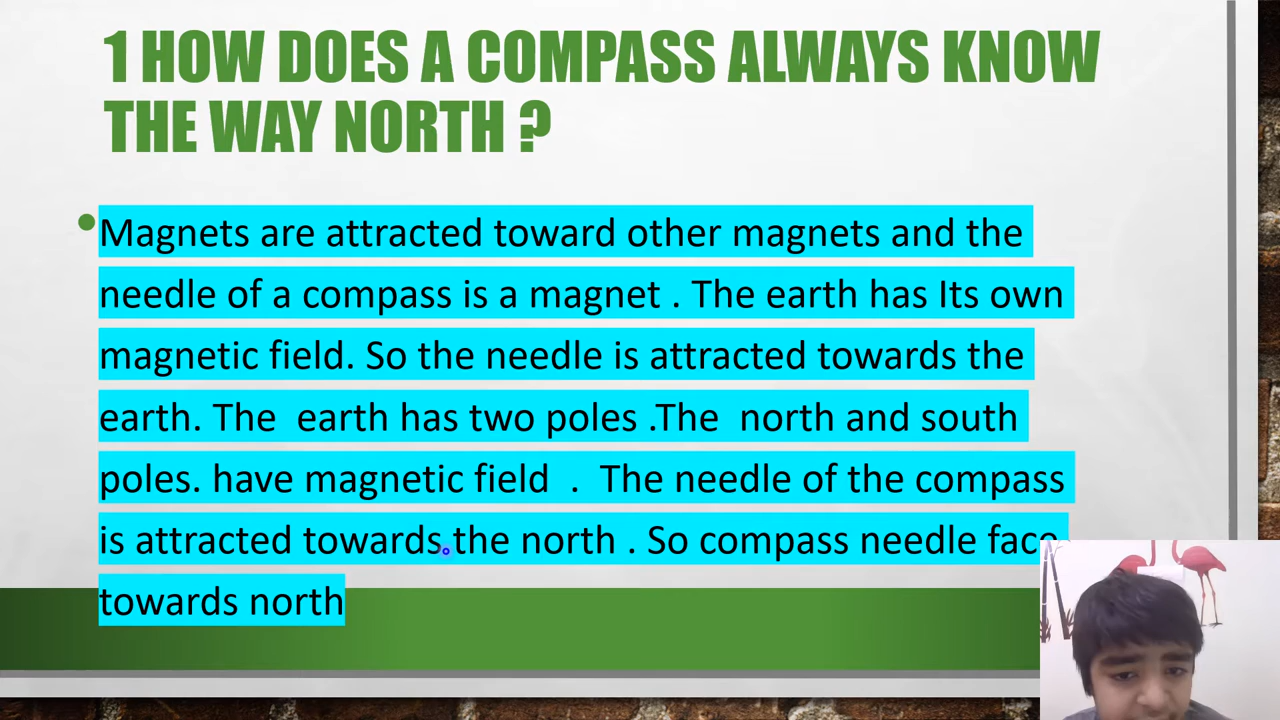 1 HOW DOES A COMPASS ALWAYS KNOW
THE WAY NORTH ?
Magnets are attracted toward other magnets and the
needle of a compass is a magnet . The earth has Its own
magnetic field. So the needle is attracted towards the
earth. The earth has two poles .The north and south
poles. have magnetic field . The needle of the compass
is attracted towards the north . So compass needle face
towards north